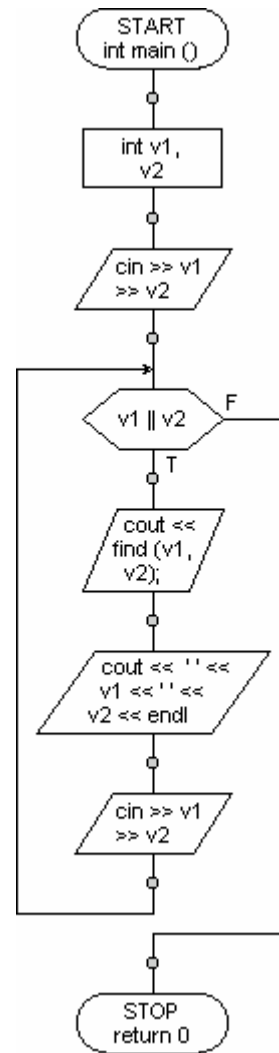 START
int main ()
int v1,
v2
cin >> v1
>> v2
v1 || v2
F
T
cout <<
find (v1,
v2);
cout << ' ' <<
v1 << ' ' <<
v2 << endl
cin >> v1
>> v2
STOP
return 0